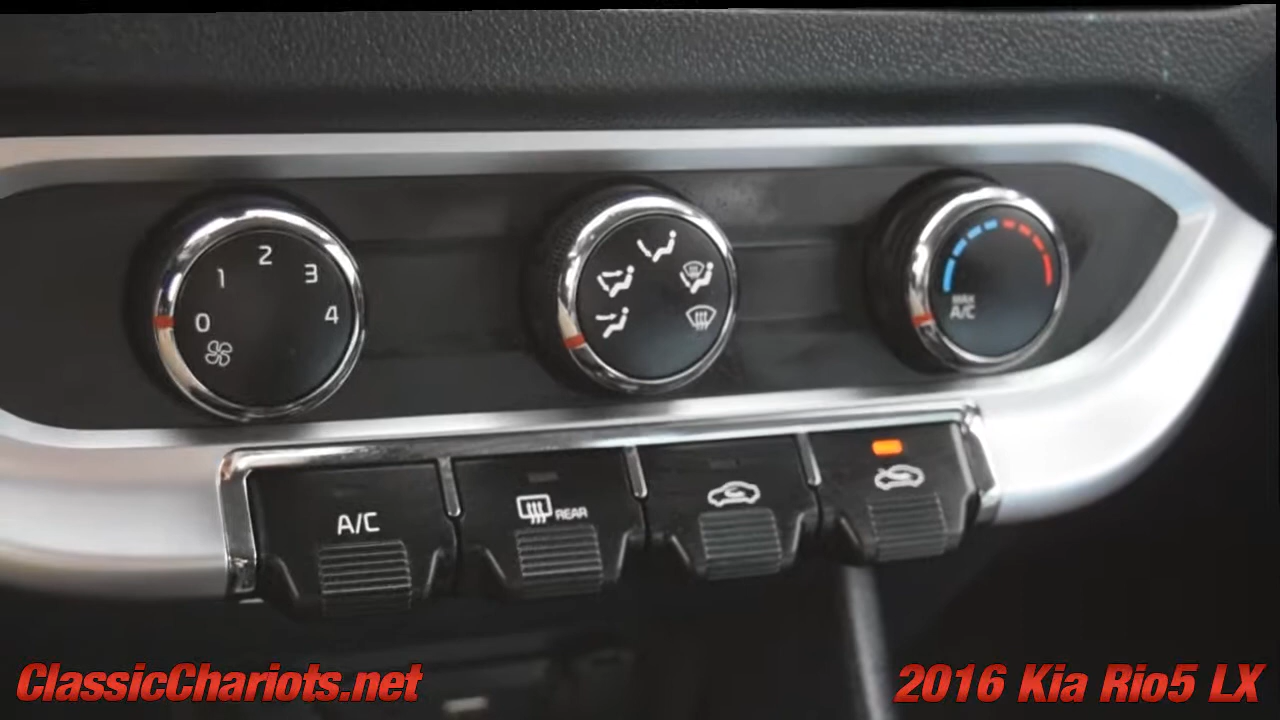 2
1 3
0 4
MAX
A/C
A/C
REAR
ClassicChariots.net
2016 Kia Rio5 LX